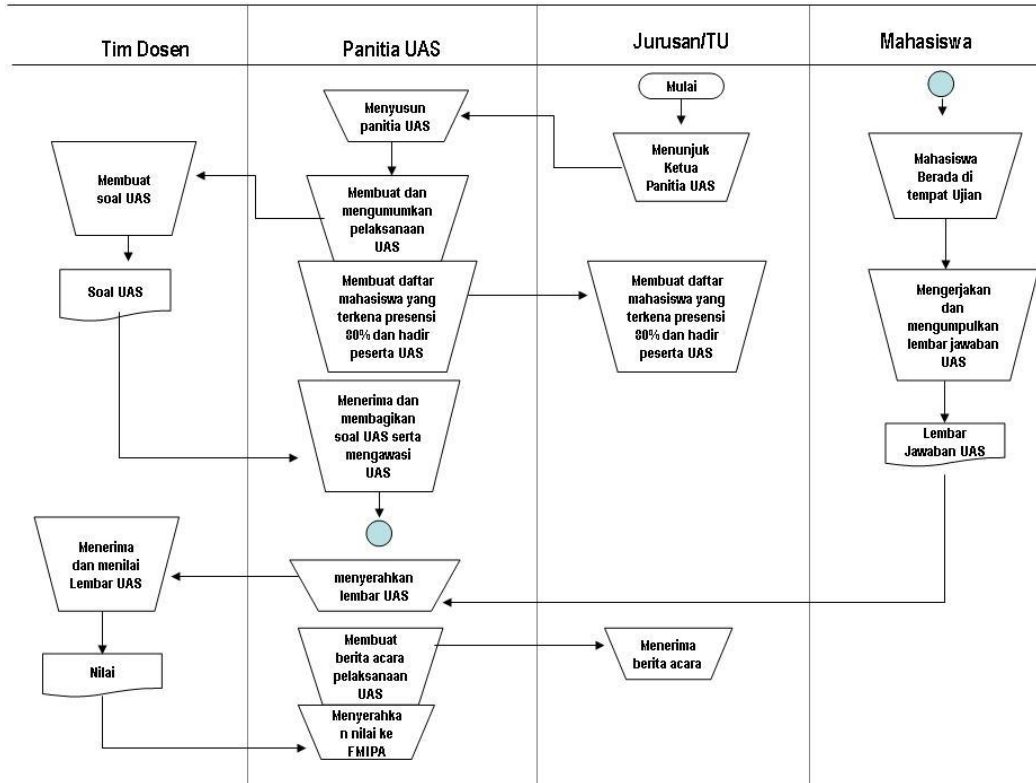 Tim Dosen
Panitia UAS
Jurusan/TU
Mahasiswa
Mulai
Menyusun
panitia UAS
Menunjuk
Ketua
Panitia UAS
Mahasiswa
Berada di
tempat Ujian
Membuat
soal UAS
Membuat dan
mengumumkan
pelaksanaan
UAS
Soal UAS
Membuat daftar
mahasiswa yang
terkena presensi
80% dan hadir
peserta UAS
Membuat daftar
mahasiswa yang
terkena presensi
80% dan hadir
peserta UAS
Mengerjakan
dan
mengumpulkan
lembar jawaban
UAS
Menerima dan
membagikan
soal UAS serta
mengawasi
UAS
Lembar
Jawaban UAS
Menerima
dan menilai
Lembar UAS
menyerahkan
lembar UAS
Nilai
Membuat
berita acara
pelaksanaan
UAS
Menerima
berita acara
Menyerahka
n nilai ke
FMIPA